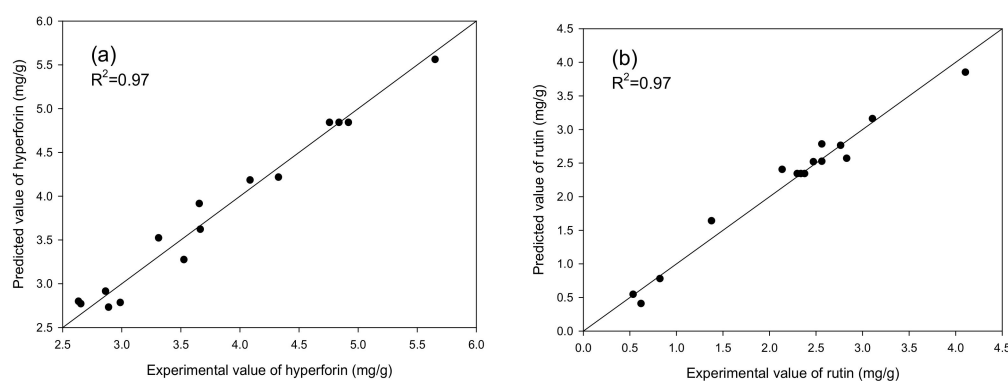 (a)
R²=0.97
Predicted value of hyperforin (mg/g)
6.0
5.5
5.0
4.5
4.0
3.5
3.0
2.5
2.5 3.0 3.5 4.0 4.5 5.0 5.5 6.0
Experimental value of hyperforin (mg/g)
(b)
R²=0.97
Predicted value of rutin (mg/g)
4.5
4.0
3.5
3.0
2.5
2.0
1.5
1.0
0.5
0.0
0.0 0.5 1.0 1.5 2.0 2.5 3.0 3.5 4.0 4.5
Experimental value of rutin (mg/g)